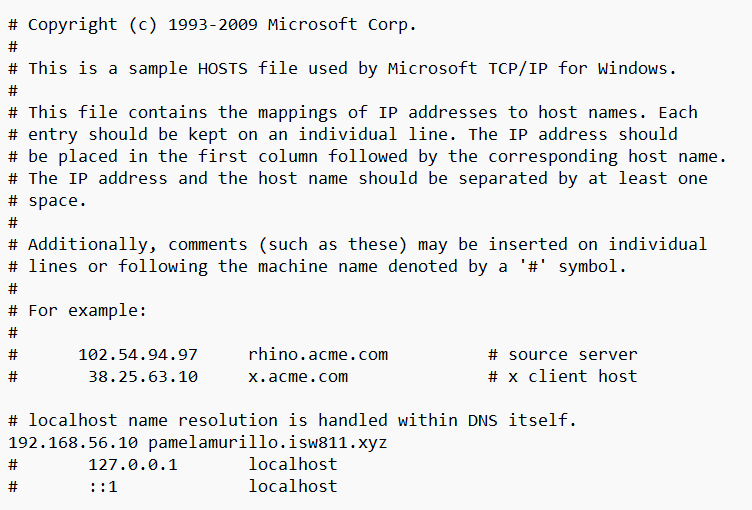 # Copyright (c) 1993-2009 Microsoft Corp.
#
# This is a sample HOSTS file used by Microsoft TCP/IP for Windows.
#
# This file contains the mappings of IP addresses to host names. Each
# entry should be kept on an individual line. The IP address should
# be placed in the first column followed by the corresponding host name.
# The IP address and the host name should be separated by at least one
# space.
#
# Additionally, comments (such as these) may be inserted on individual
# lines or following the machine name denoted by a '#' symbol.
#
# For example:
#
#      102.54.94.97     rhino.acme.com          # source server
#       38.25.63.10     x.acme.com              # x client host
# localhost name resolution is handled within DNS itself.
192.168.56.10 pamelamurillo.isw811.xyz
#       127.0.0.1       localhost
#       ::1             localhost